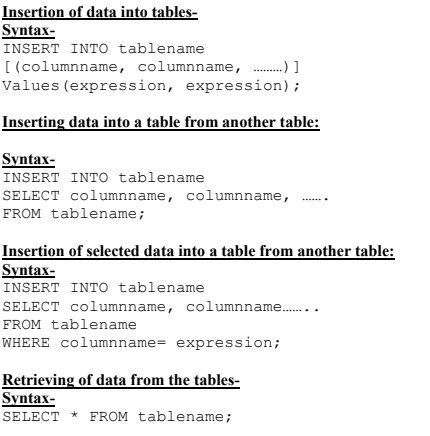 Insertion of data into tables-
Syntax-
INSERT INTO tablename
[(columnname, columnname, ………)]
Values(expression, expression);
Inserting data into a table from another table:
Syntax-
INSERT INTO tablename
SELECT columnname, columnname, …….
FROM tablename;
Insertion of selected data into a table from another table:
Syntax-
INSERT INTO tablename
SELECT columnname, columnname……..
FROM tablename
WHERE columnname= expression;
Retrieving of data from the tables-
Syntax-
SELECT * FROM tablename;